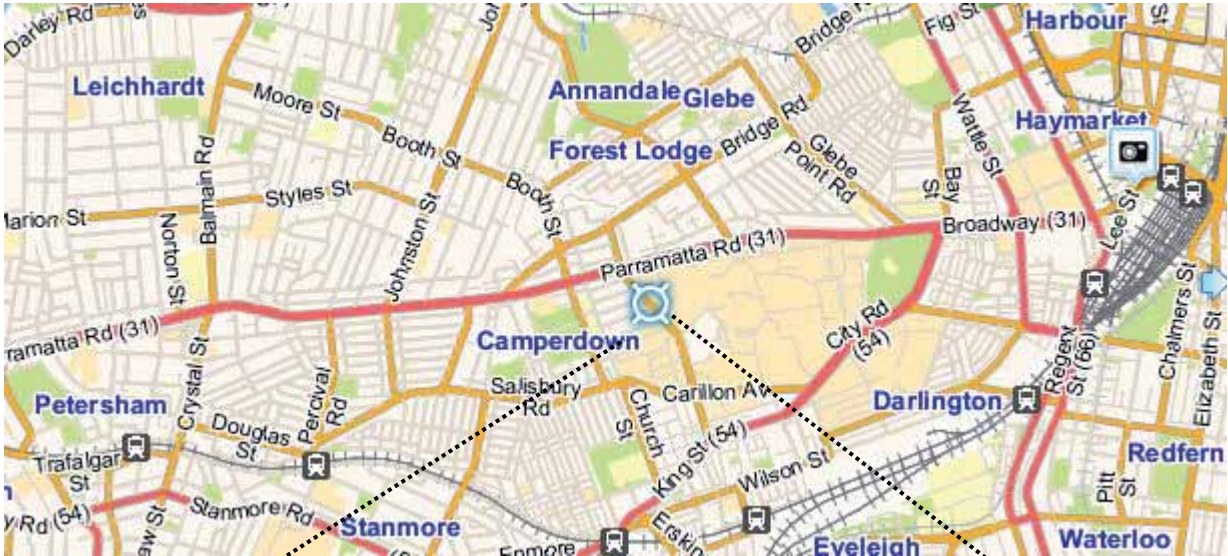 Darley Rd
Bridge
Fig St
Harbour
Leichhardt
Moore St
Annandale
Glebe
Bridge Rd
Wattle St
Haymarket
Booth St
Forest Lodge
Glebe
Point Rd
Bay
St
Balmain Rd
Styles St
Booth St
Johnston St
Marion St
Norton St
Broadway (31)
Lee St
Parramatta Rd (31)
Chalmers St
Elizabeth St
rramatta Rd (31)
Camperdown
City Rd
(54)
Regent
St (66)
Crystal St
Percival
Rd
Salisbury
Rd
Carillon Av
Petersham
Darlington
Douglas
St
Church
St
King St (54)
Trafalgar
St
Wilson St
Redfern
Pitt
St
y Rd (54)
Stanmore Rd
Stanmore
Enmore
Erskin
Eveleigh
Waterloo